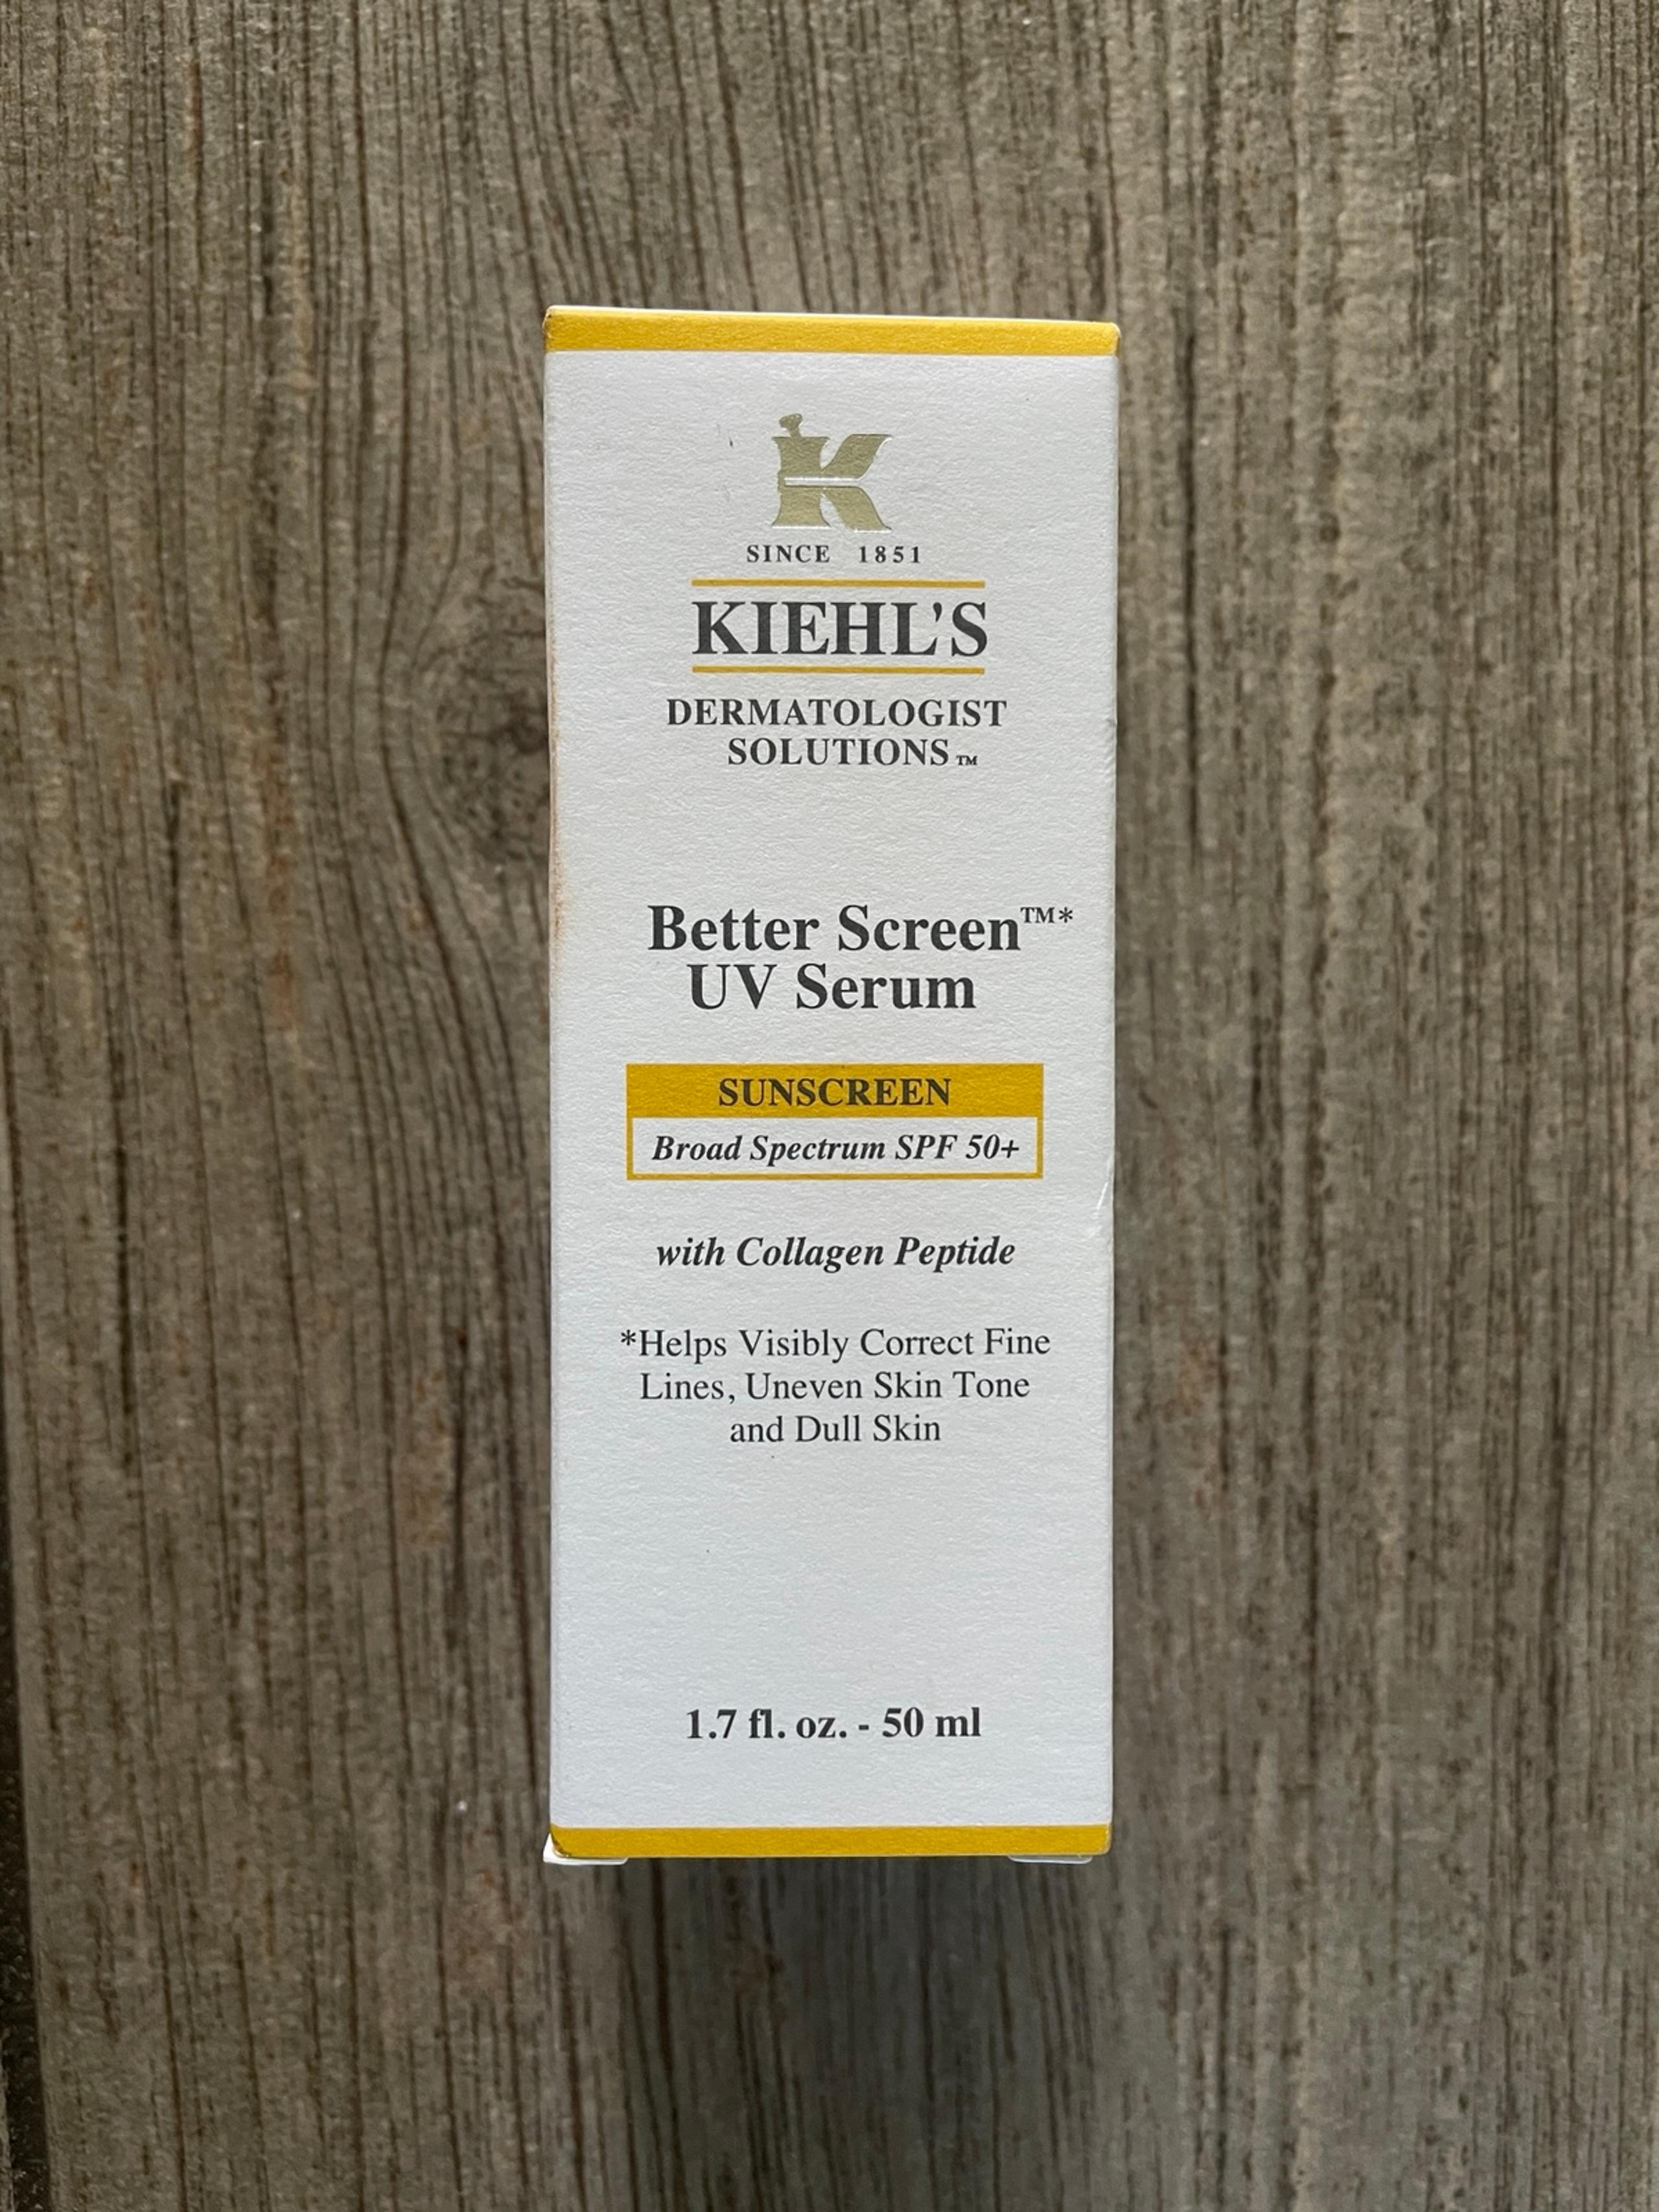 K
SINCE 1851
KIEHL'S
DERMATOLOGIST
SOLUTIONS™
Better Screen™*
UV Serum
SUNSCREEN
Broad Spectrum SPF 50+
with Collagen Peptide
*Helps Visibly Correct Fine
Lines, Uneven Skin Tone
and Dull Skin
1.7 fl. oz. - 50 ml